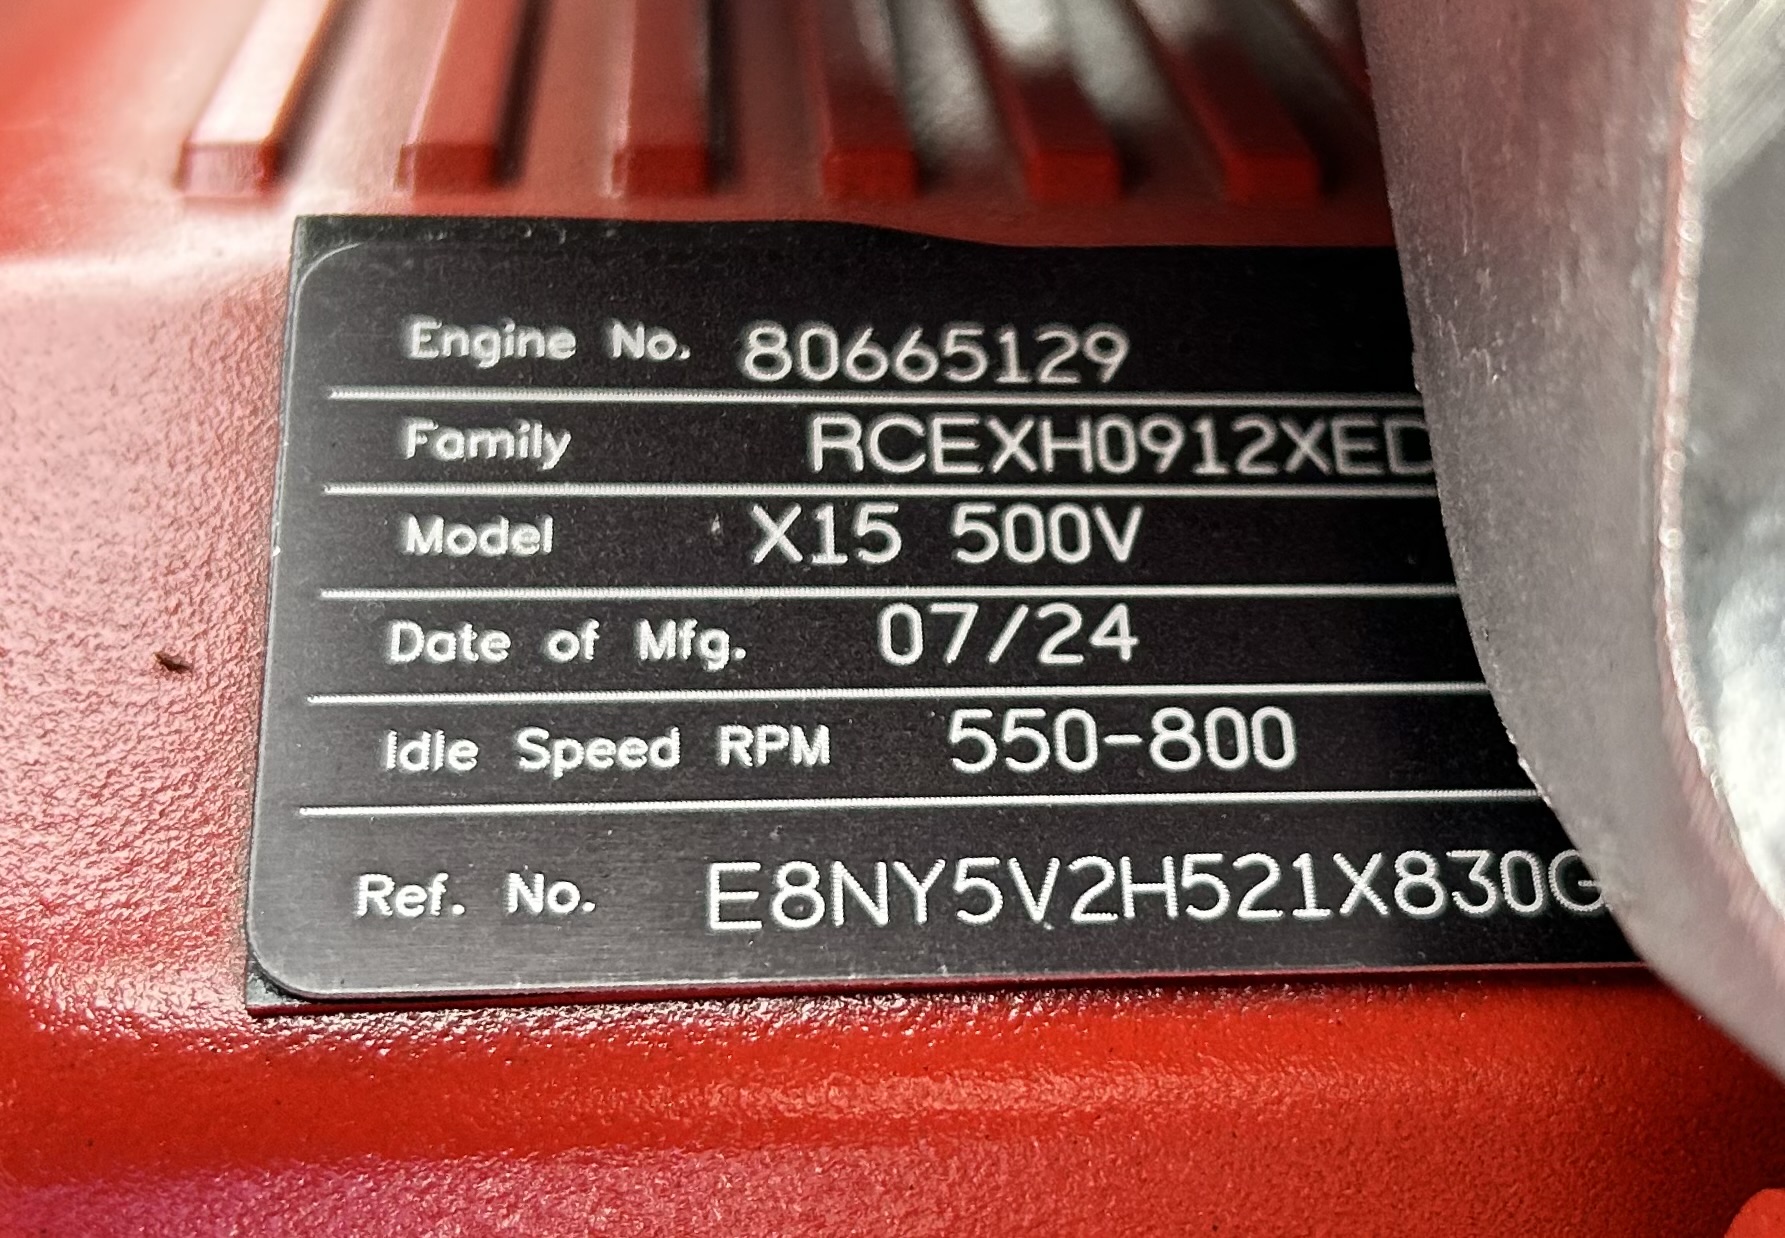 Engine No. 80665129
Family RCEXH0912XED
Model X15 500V
Date of Mfg. 07/24
Idle Speed RPM 550-800
Ref. No. E8NY5V2H521X830G